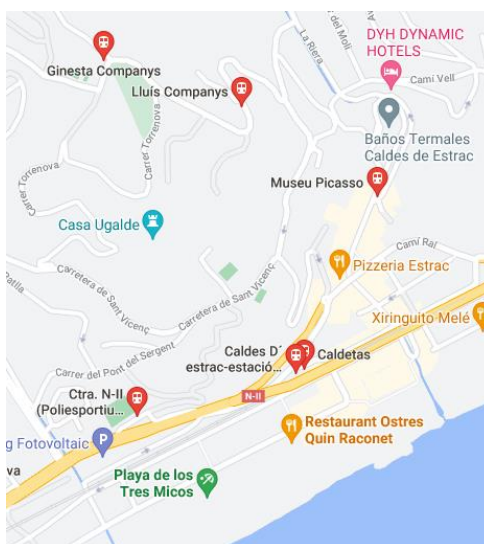 DYH DYNAMIC
HOTELS
La Riera
del Moli
Camí Vell
Ginesta Companys
Lluís Companys
Carrer Torrenova
Baños Termales
Caldes de Estrac
Museu Picasso
Carrer Torrenova
Casa Ugalde
Camí Ral
Pizzeria Estrac
Carretera de Sant Vicenç
Carretera de Sant Vicenç
Xiringuito Melé
Carrer del Pont del Sergent
Caldes D´
estrac-estació...
Caldetas
Ctra. N-II
(Poliesportiu...
N-II
Restaurant Ostres
Quin Raconet
g Fotovoltaic
P
va
Playa de los
Tres Micos